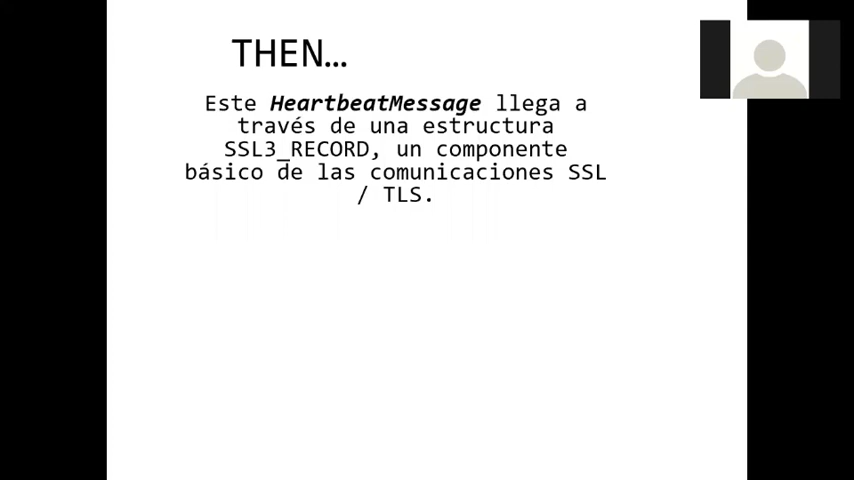 THEN…
Este HeartbeatMessage llega a
través de una estructura
SSL3_RECORD, un componente
básico de las comunicaciones SSL
/ TLS.